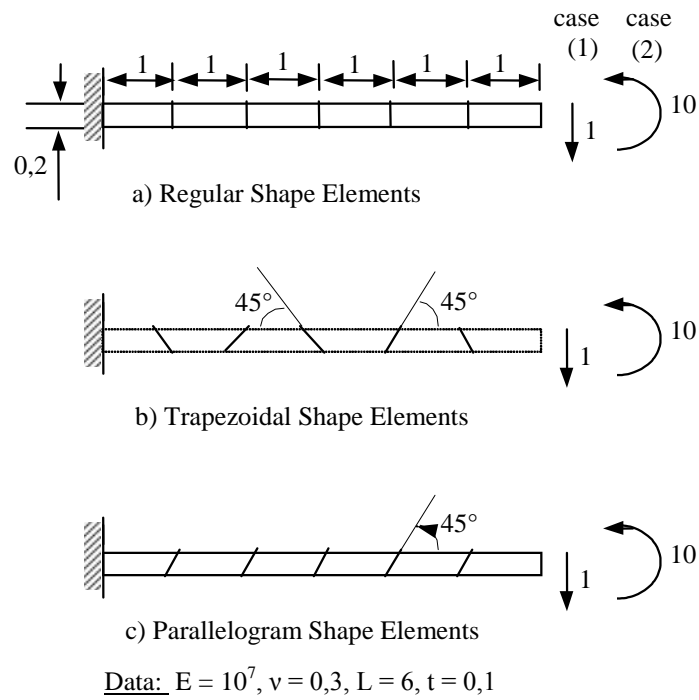 case case
(1) (2)
1 1 1 1 1 1
10
1
0,2
a) Regular Shape Elements
45° 45°
10
1
b) Trapezoidal Shape Elements
45°
10
1
c) Parallelogram Shape Elements
Data: E = 10⁷, ν = 0,3, L = 6, t = 0,1